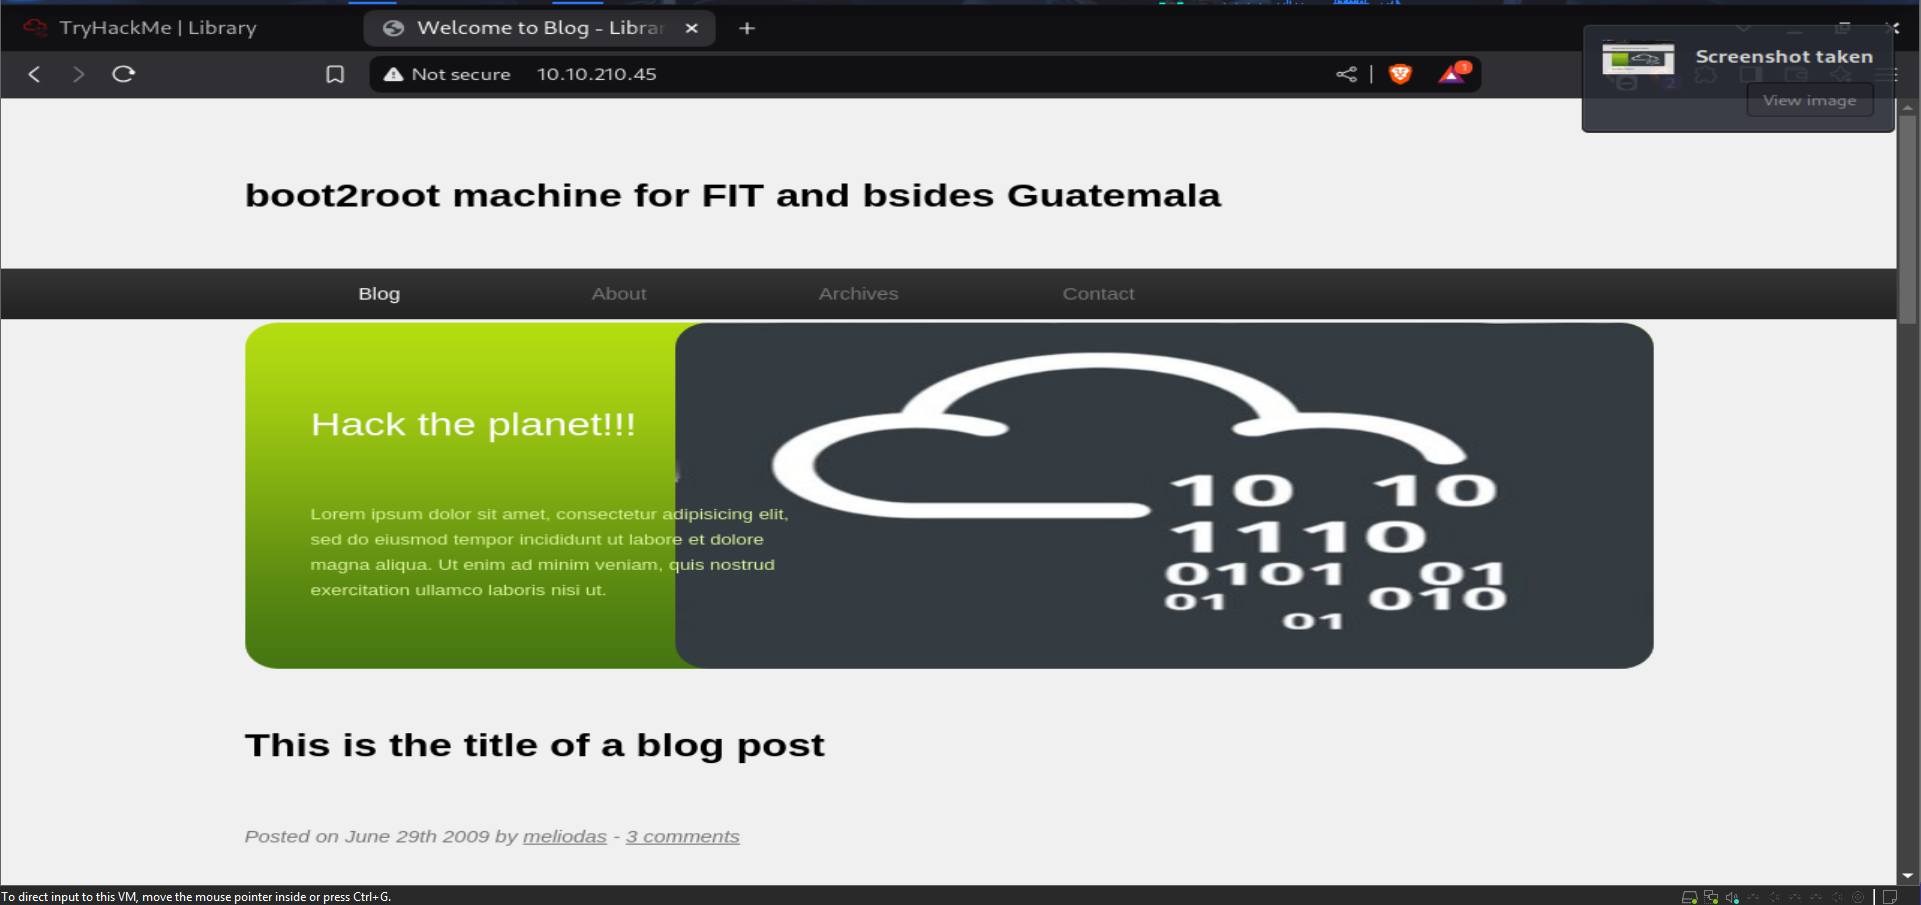 TryHackMe | Library
Welcome to Blog - Librar
Not secure 10.10.210.45
1
Screenshot taken
2
View image
boot2root machine for FIT and bsides Guatemala
Blog About Archives Contact
Hack the planet!!!
Lorem ipsum dolor sit amet, consectetur adipisicing elit,
sed do eiusmod tempor incididunt ut labore et dolore
magna aliqua. Ut enim ad minim veniam, quis nostrud
exercitation ullamco laboris nisi ut.
10 10
1110
0101 01
01 010
01
This is the title of a blog post
Posted on June 29th 2009 by meliodas - 3 comments
To direct input to this VM, move the mouse pointer inside or press Ctrl+G.